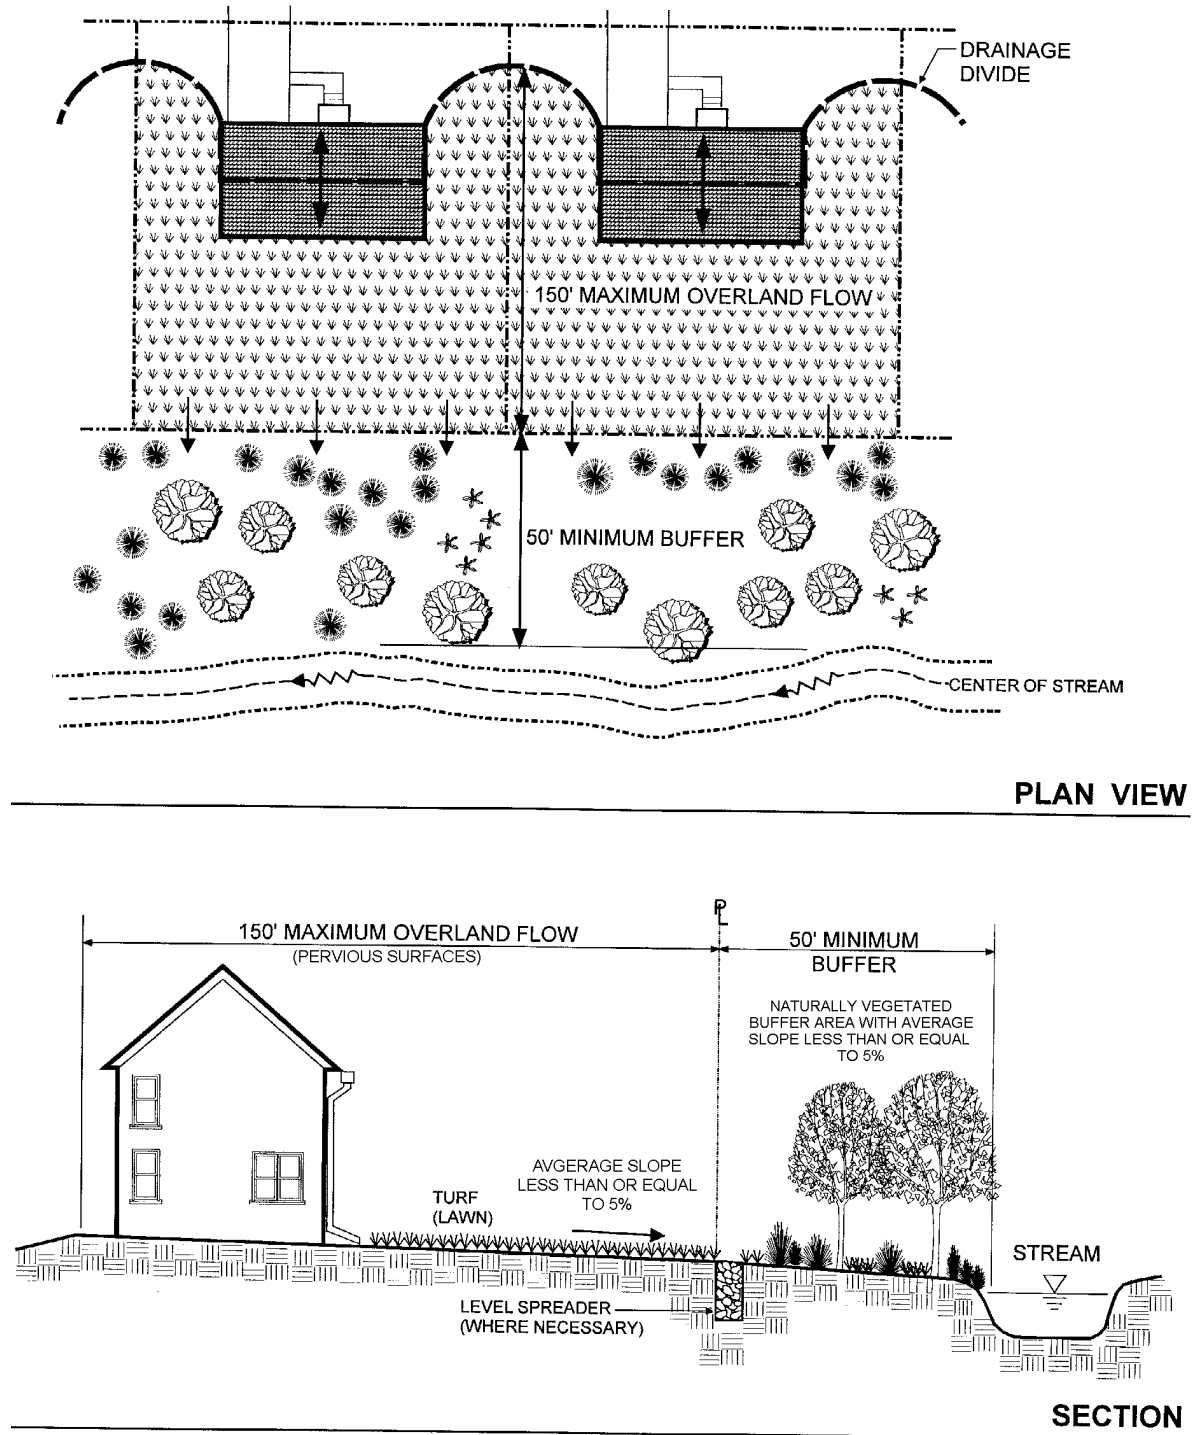 DRAINAGE
DIVIDE
150' MAXIMUM OVERLAND FLOW
50' MINIMUM BUFFER
CENTER OF STREAM
PLAN VIEW
PL
150' MAXIMUM OVERLAND FLOW
(PERVIOUS SURFACES)
50' MINIMUM
BUFFER
NATURALLY VEGETATED
BUFFER AREA WITH AVERAGE
SLOPE LESS THAN OR EQUAL
TO 5%
AVGERAGE SLOPE
LESS THAN OR EQUAL
TO 5%
TURF
(LAWN)
STREAM
LEVEL SPREADER
(WHERE NECESSARY)
SECTION